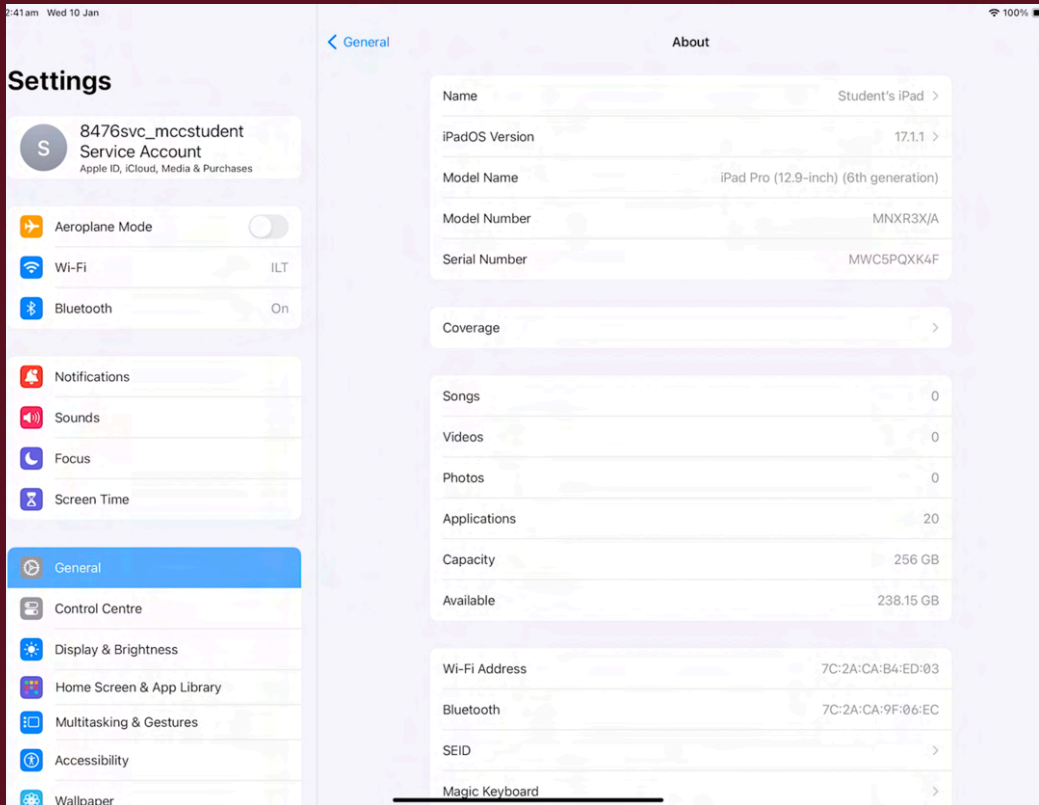 2:41 am Wed 10 Jan
100%
Settings
S
8476svc_mccstudent
Service Account
Apple ID, iCloud, Media & Purchases
Aeroplane Mode
Wi-Fi ILT
Bluetooth On
Notifications
Sounds
Focus
Screen Time
General
Control Centre
Display & Brightness
Home Screen & App Library
Multitasking & Gestures
Accessibility
Wallpaper
General
About
Name Student's iPad
iPadOS Version 17.1.1
Model Name iPad Pro (12.9-inch) (6th generation)
Model Number MNXR3X/A
Serial Number MWC5PQXK4F
Coverage
Songs 0
Videos 0
Photos 0
Applications 20
Capacity 256 GB
Available 238.15 GB
Wi-Fi Address 7C:2A:CA:B4:ED:03
Bluetooth 7C:2A:CA:9F:06:EC
SEID
Magic Keyboard